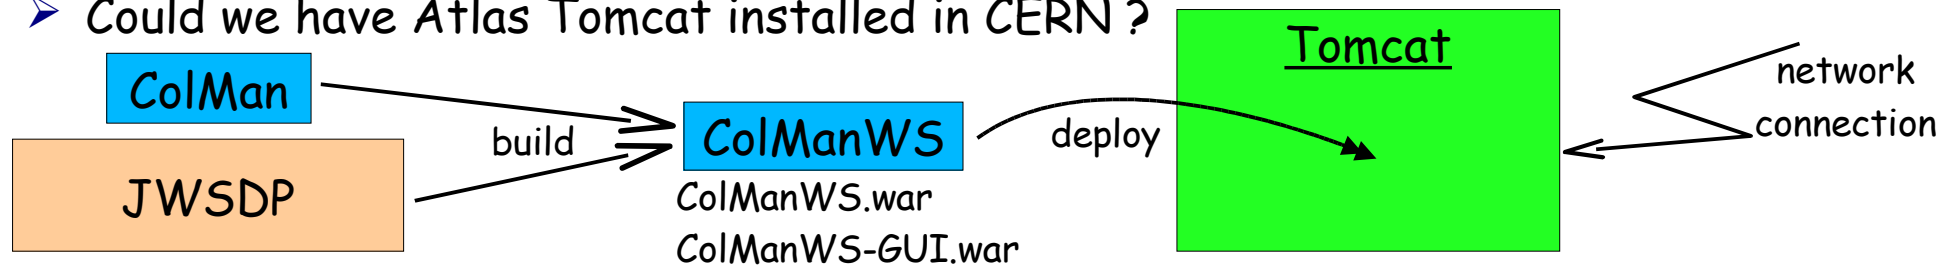 Could we have Atlas Tomcat installed in CERN ?
ColMan
JWSDP
build
ColManWS
ColManWS.war
ColManWS-GUI.war
deploy
Tomcat
network
connection